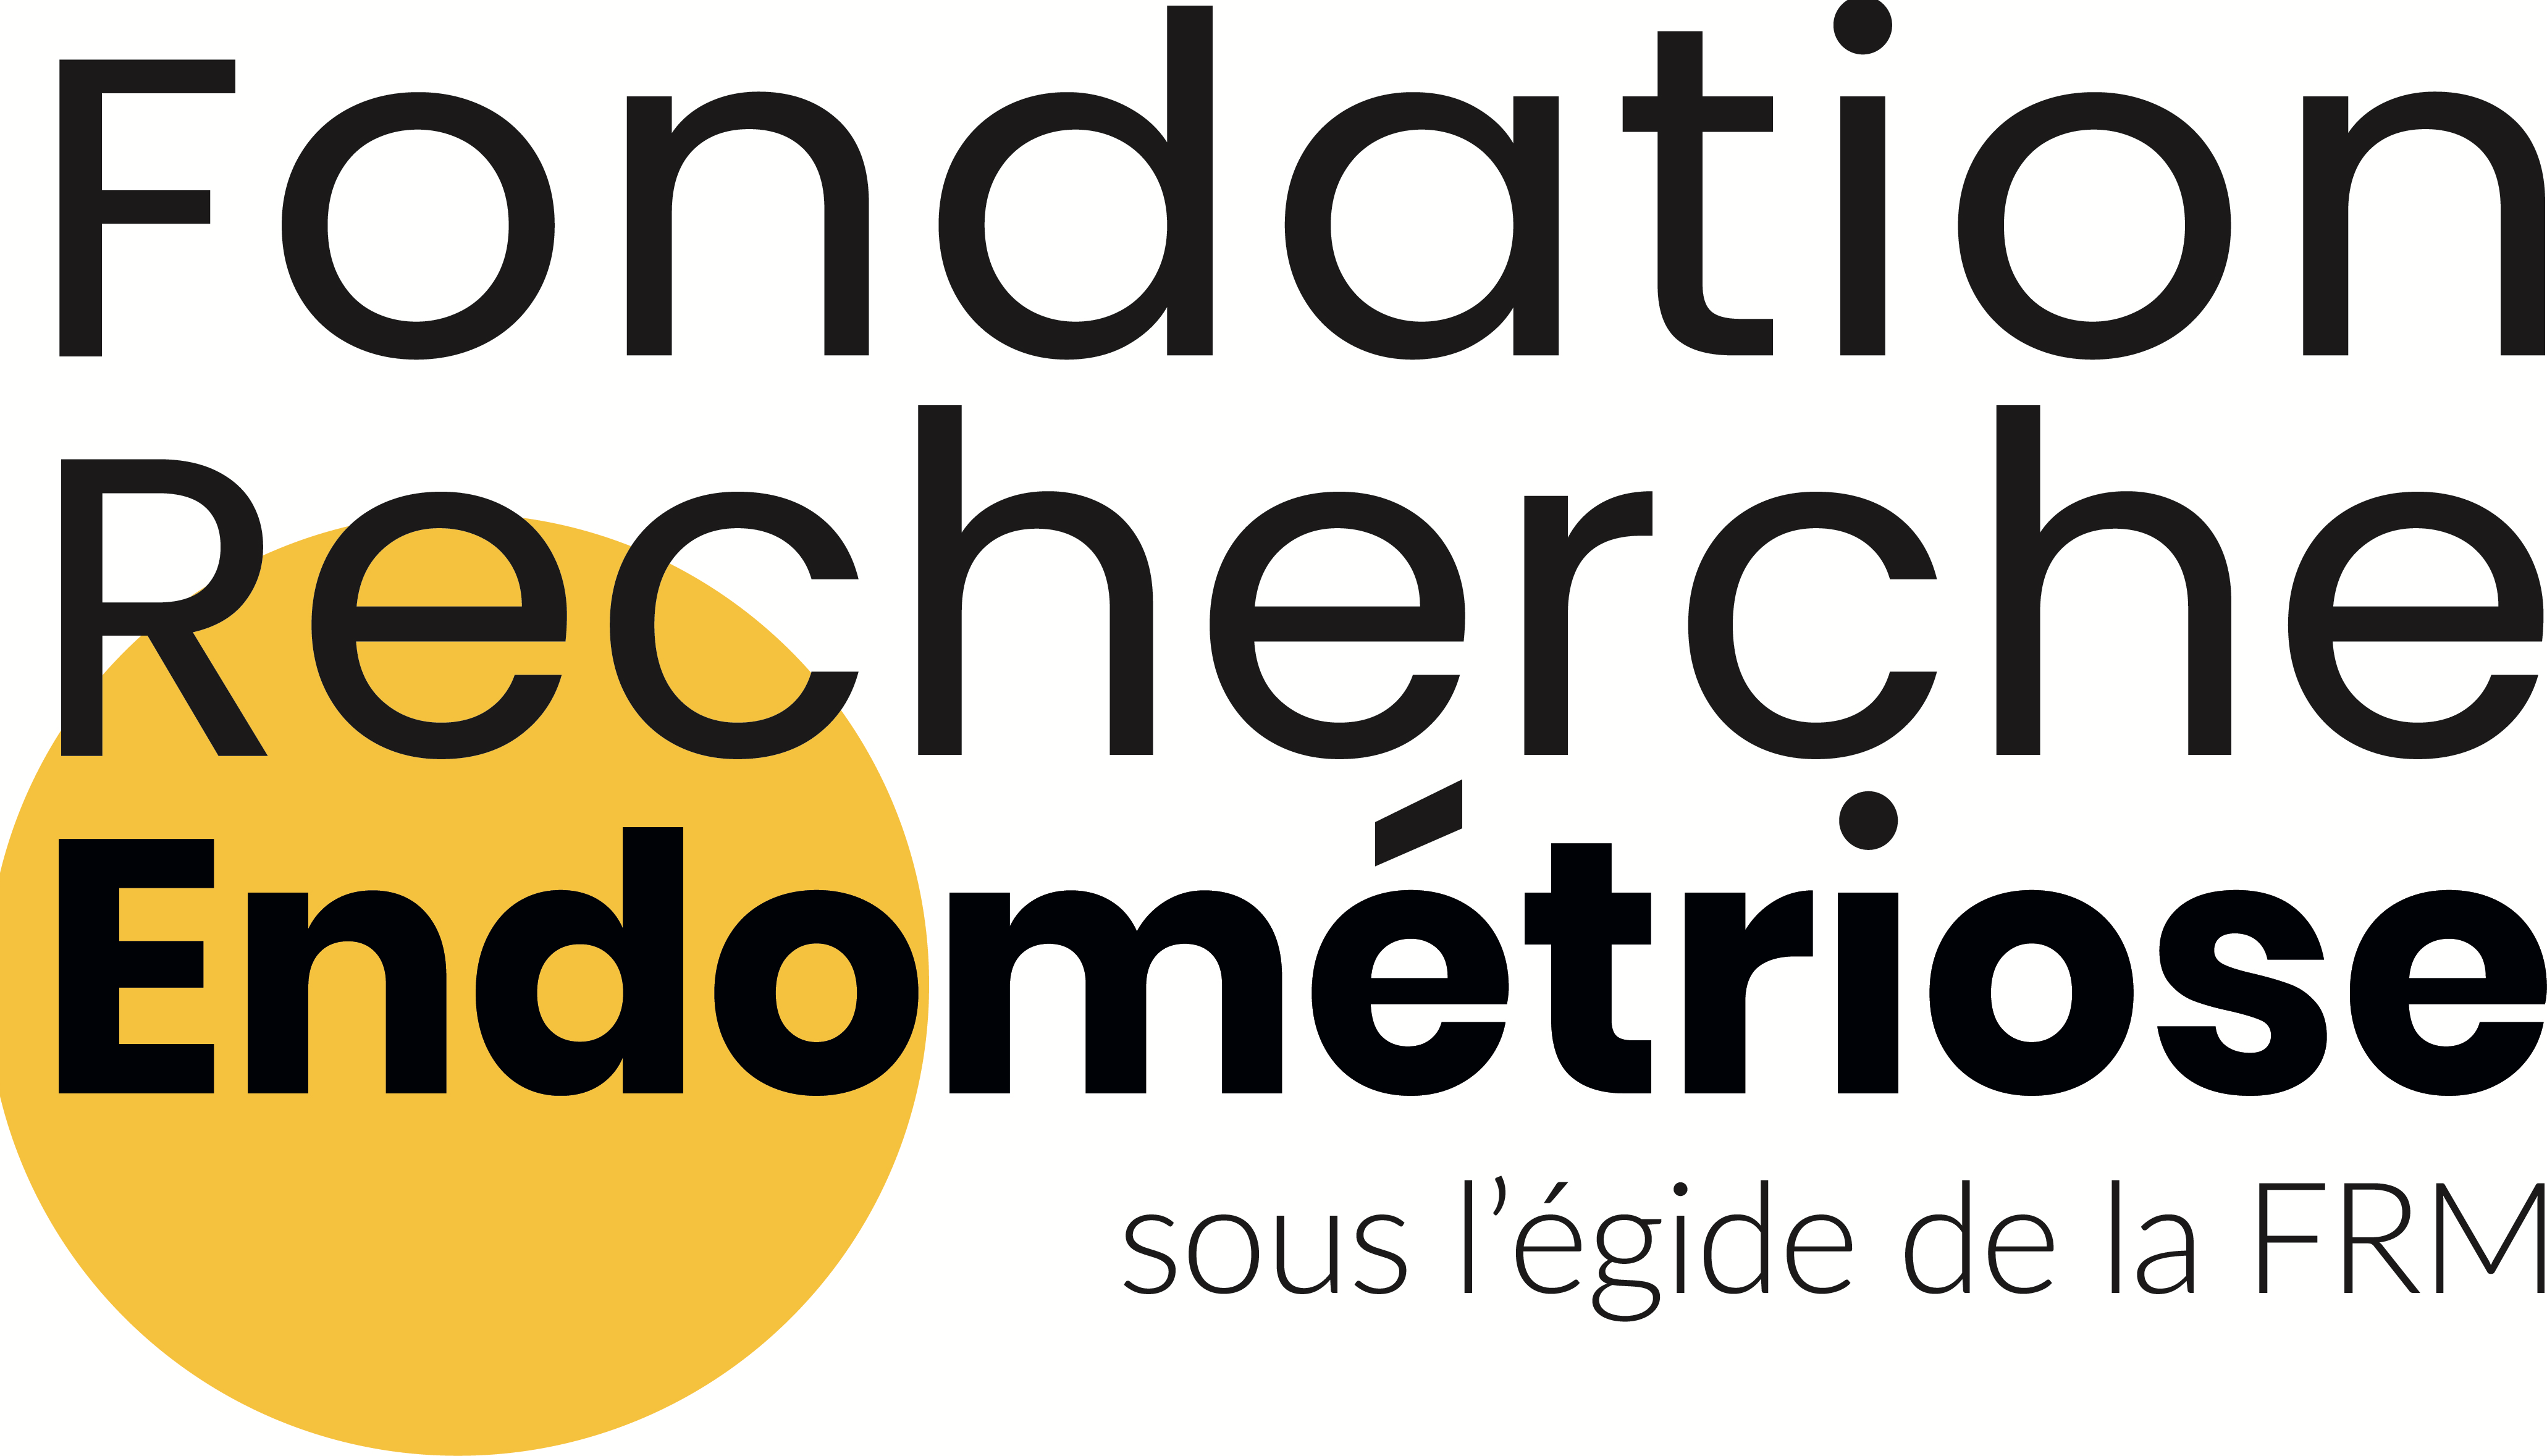 Fondation
Recherche
Endométriose
sous l’égide de la FRM